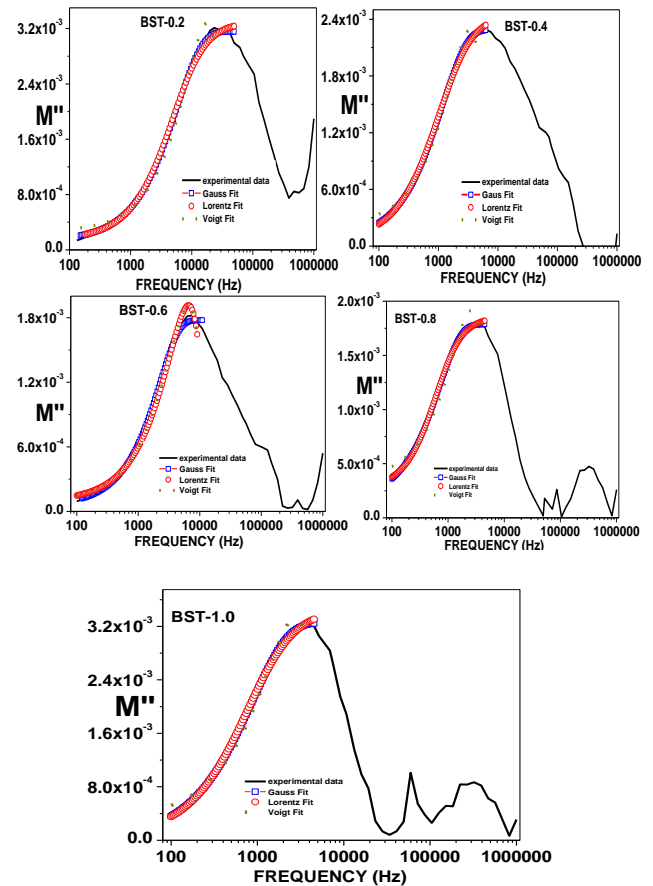 BST-0.2
3.2x10⁻³
2.4x10⁻³
M''
1.6x10⁻³
8.0x10⁻⁴
0.0
experimental data
Gauss Fit
Lorentz Fit
Voigt Fit
100 1000 10000 100000 1000000
FREQUENCY (Hz)
BST-0.4
2.4x10⁻³
1.8x10⁻³
M''
1.2x10⁻³
6.0x10⁻⁴
0.0
experimental data
Gaus Fit
Lorentz Fit
Voigt Fit
100 1000 10000 100000 1000000
FREQUENCY (Hz)
BST-0.6
1.8x10⁻³
1.2x10⁻³
M''
6.0x10⁻⁴
0.0
experimental data
Gauss Fit
Lorentz Fit
Voigt Fit
100 1000 10000 100000 1000000
FREQUENCY (Hz)
BST-0.8
2.0x10⁻³
1.5x10⁻³
M''
1.0x10⁻³
5.0x10⁻⁴
0.0
experimental data
Gauss Fit
Lorentz Fit
Voigt Fit
100 1000 10000 100000 1000000
FREQUENCY (Hz)
BST-1.0
3.2x10⁻³
2.4x10⁻³
M''
1.6x10⁻³
8.0x10⁻⁴
0.0
experimental data
Gauss Fit
Lorentz Fit
Voigt Fit
100 1000 10000 100000 1000000
FREQUENCY (Hz)